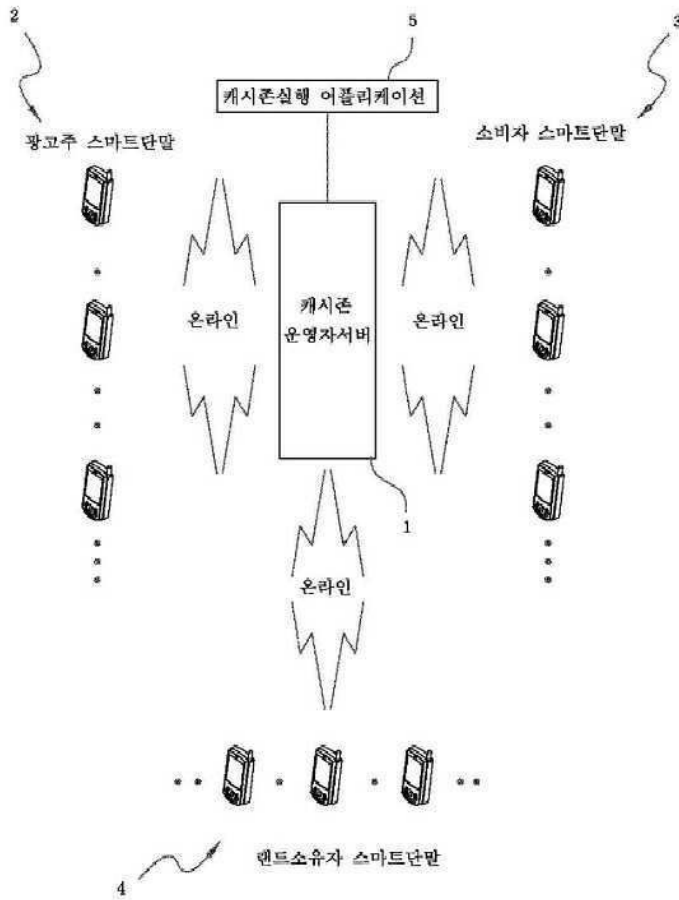 2
5
3
캐시존실행 어플리케이션
광고주 스마트단말
소비자 스마트단말
캐시존
운영자서버
온라인
온라인
1
온라인
랜드소유자 스마트단말
4